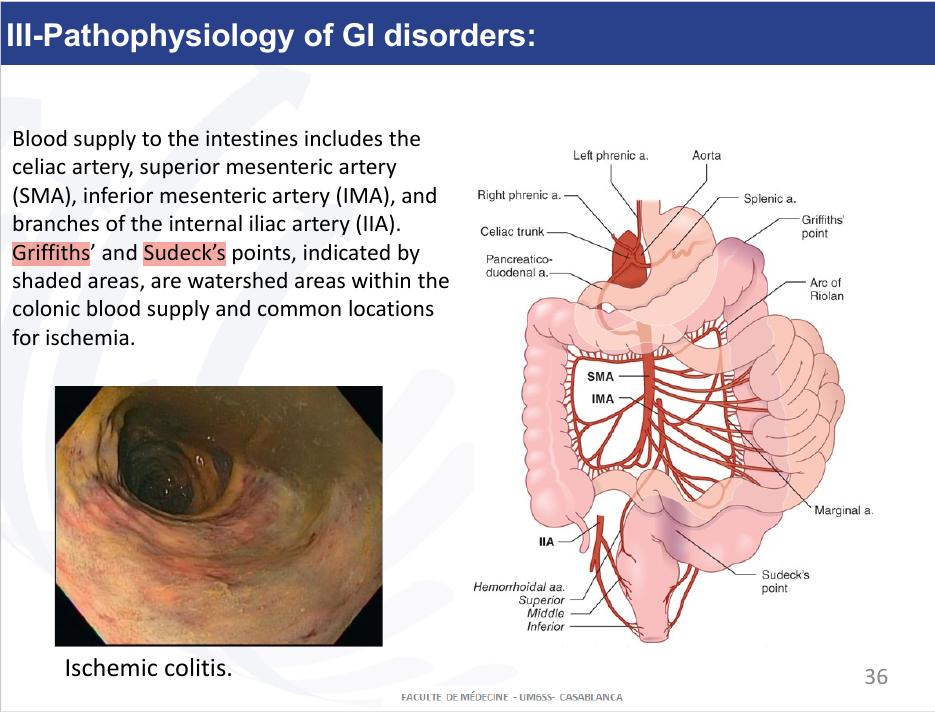 III-Pathophysiology of GI disorders:
Blood supply to the intestines includes the
celiac artery, superior mesenteric artery
(SMA), inferior mesenteric artery (IMA), and
branches of the internal iliac artery (IIA).
Griffiths’ and Sudeck’s points, indicated by
shaded areas, are watershed areas within the
colonic blood supply and common locations
for ischemia.
Left phrenic a.
Aorta
Right phrenic a.
Splenic a.
Griffiths'
point
Celiac trunk
Pancreatico-
duodenal a.
Arc of
Riolan
SMA
IMA
Marginal a.
IIA
Sudeck's
point
Hemorrhoidal aa.
Superior
Middle
Inferior
Ischemic colitis.
36
FACULTE DE MÉDECINE - UM6SS- CASABLANCA